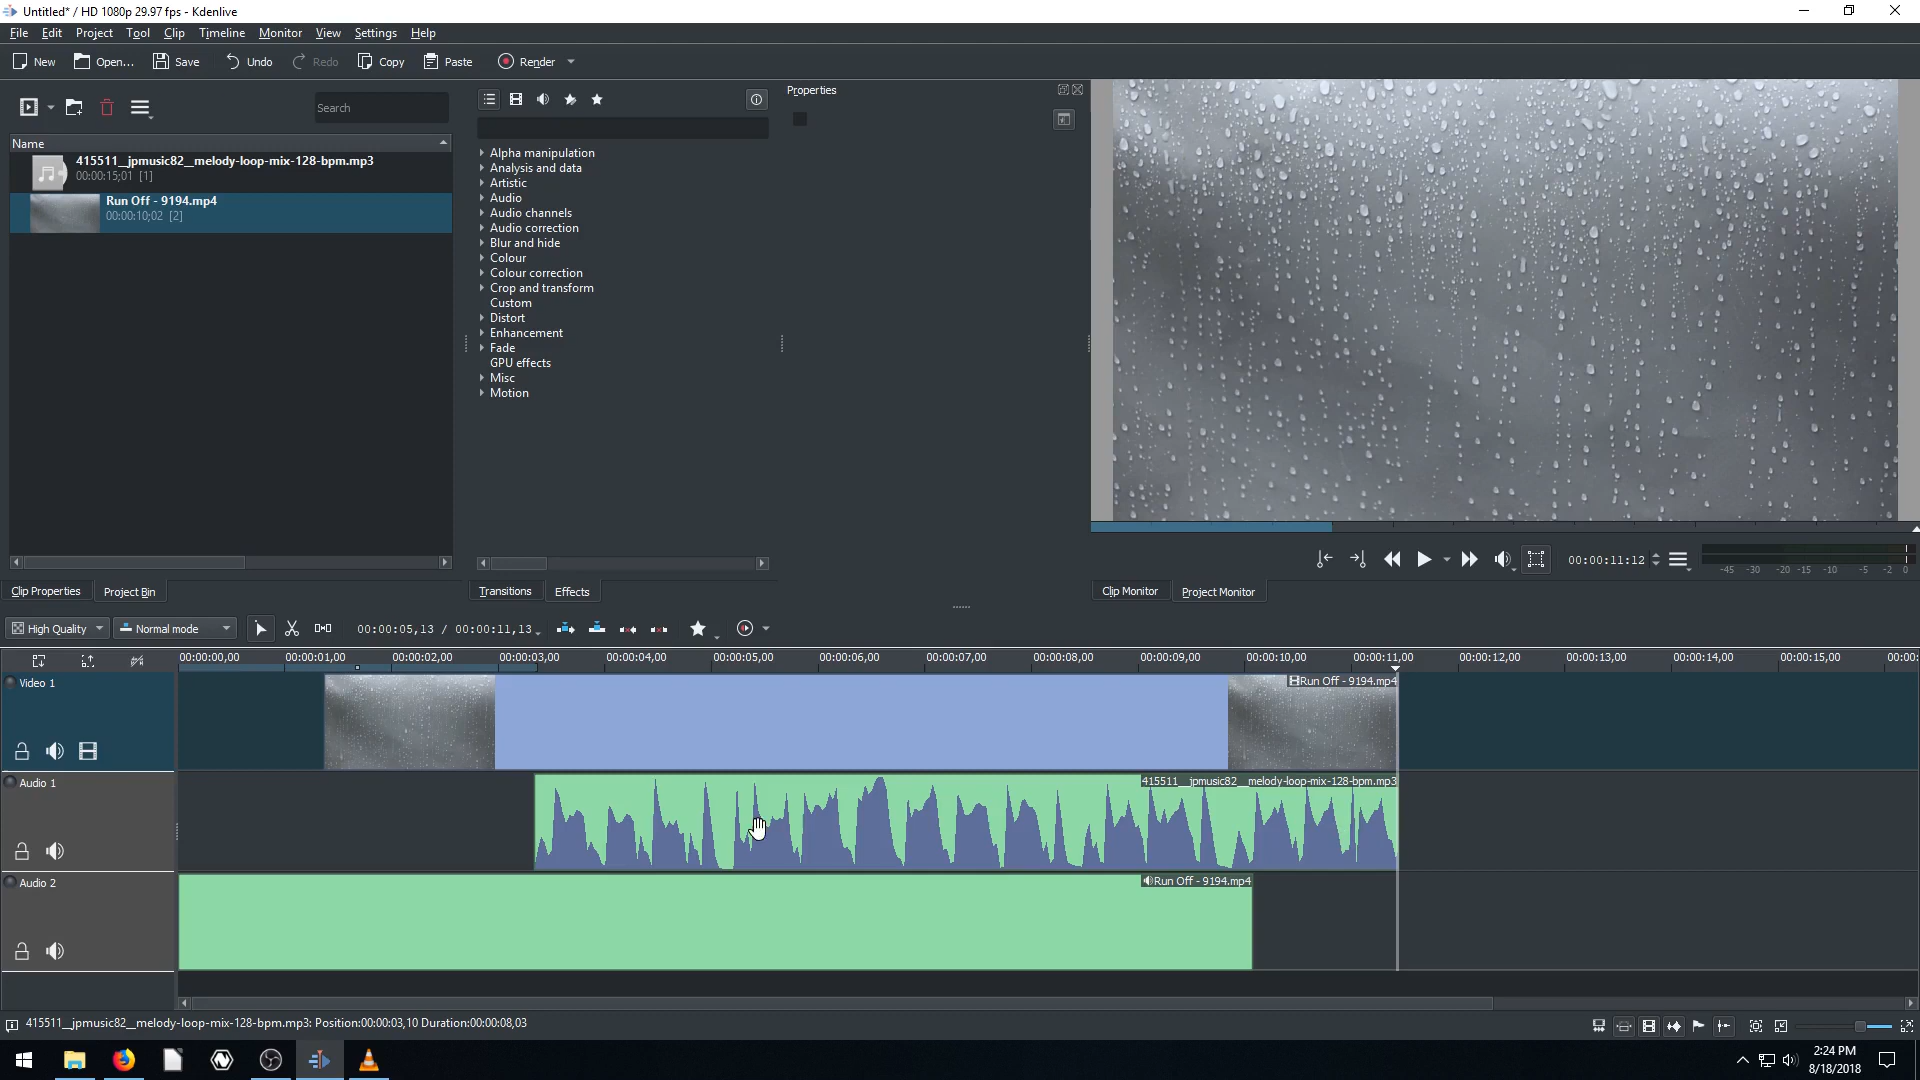 Untitled* / HD 1080p 29.97 fps - Kdenlive
File Edit Project Tool Clip Timeline Monitor View Settings Help
New Open... Save Undo Redo Copy Paste Render
Search
Properties
Name
415511__jpmusic82__melody-loop-mix-128-bpm.mp3
00:00:15;01 [1]
Run Off - 9194.mp4
00:00:10;02 [2]
Alpha manipulation
Analysis and data
Artistic
Audio
Audio channels
Audio correction
Blur and hide
Colour
Colour correction
Crop and transform
Custom
Distort
Enhancement
Fade
GPU effects
Misc
Motion
00:00:11:12
-45 -30 -20 -15 -10 -5 -2 0
Clip Properties Project Bin Transitions Effects Clip Monitor Project Monitor
High Quality Normal mode 00:00:05,13 / 00:00:11,13
00:00:00,00 00:00:01,00 00:00:02,00 00:00:03,00 00:00:04,00 00:00:05,00 00:00:06,00 00:00:07,00 00:00:08,00 00:00:09,00 00:00:10,00 00:00:11,00 00:00:12,00 00:00:13,00 00:00:14,00 00:00:15,00 00:00:
Video 1
Run Off - 9194.mp4
Audio 1
415511__jpmusic82__melody-loop-mix-128-bpm.mp3
Audio 2
Run Off - 9194.mp4
415511__jpmusic82__melody-loop-mix-128-bpm.mp3: Position:00:00:03,10 Duration:00:00:08,03
2:24 PM
8/18/2018